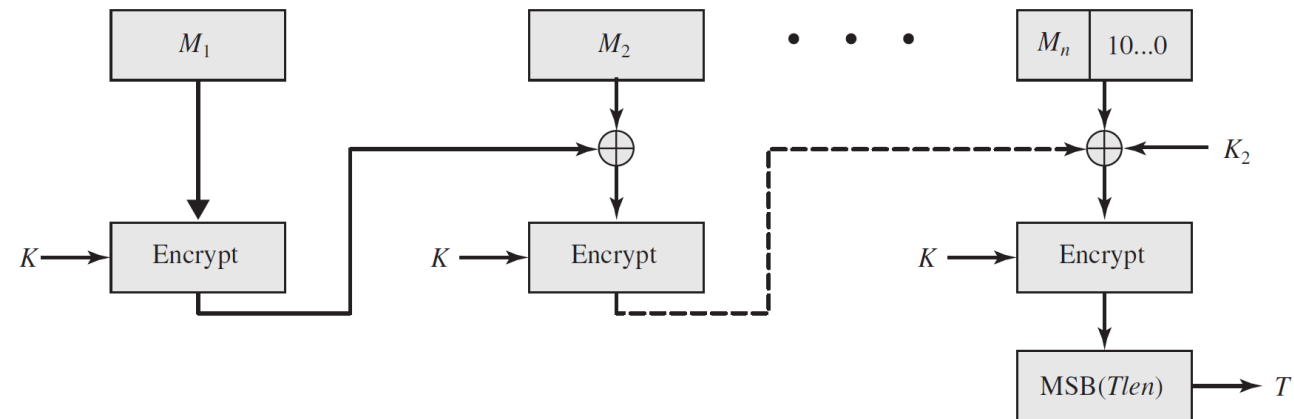 M₁ M₂ • • • Mₙ 10...0
K₂
K Encrypt K Encrypt K Encrypt
MSB(Tlen) T